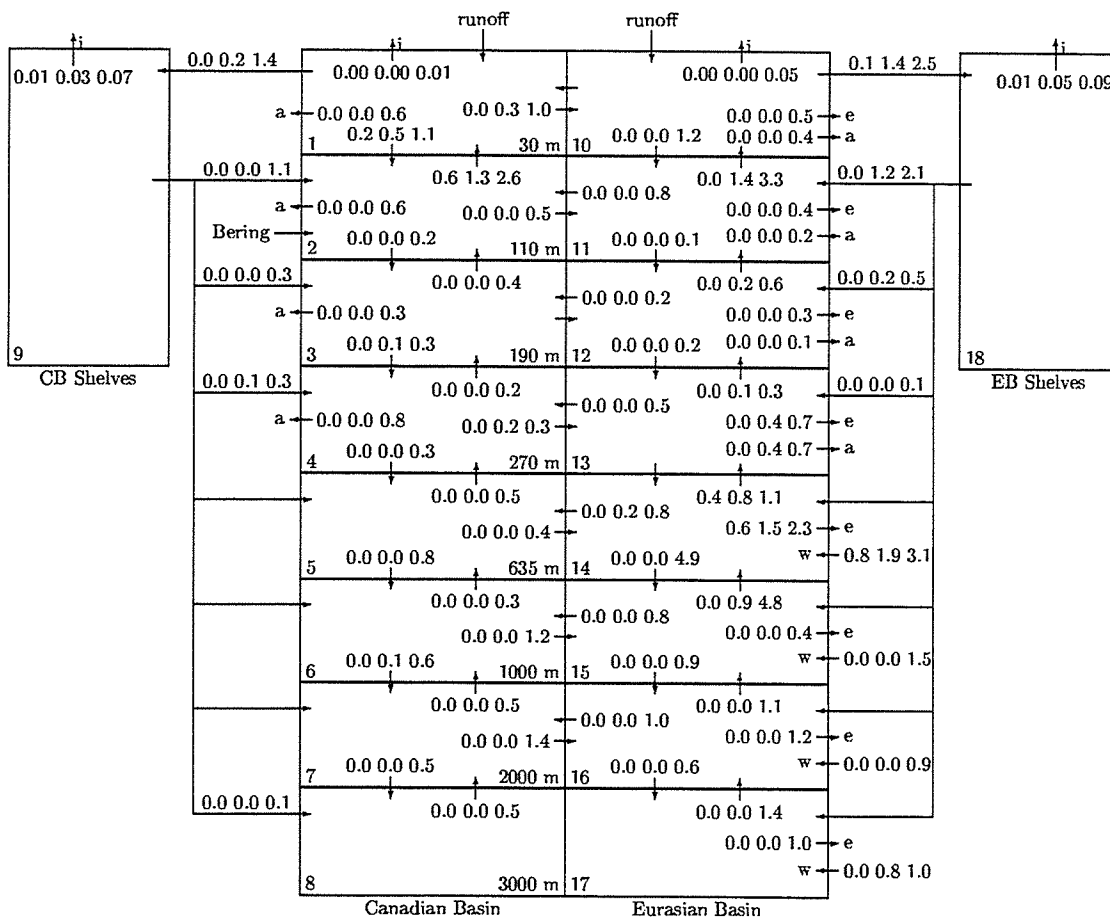 runoff runoff
i i i i
0.0 0.2 1.4 0.1 1.4 2.5
0.01 0.03 0.07 0.00 0.00 0.01 0.00 0.00 0.05 0.01 0.05 0.09
a 0.0 0.0 0.6 0.0 0.3 1.0 0.0 0.0 0.5 e
0.2 0.5 1.1 0.0 0.0 1.2 0.0 0.0 0.4 a
1 30 m 10
0.0 0.0 1.1 0.6 1.3 2.6 0.0 1.4 3.3 0.0 1.2 2.1
0.0 0.0 0.8
a 0.0 0.0 0.6 0.0 0.0 0.5 0.0 0.0 0.4 e
Bering 0.0 0.0 0.2 0.0 0.0 0.1 0.0 0.0 0.2 a
2 110 m 11
0.0 0.0 0.3 0.0 0.0 0.4 0.0 0.2 0.6 0.0 0.2 0.5
0.0 0.0 0.2
a 0.0 0.0 0.3 0.0 0.0 0.3 e
0.0 0.1 0.3 0.0 0.0 0.2 0.0 0.0 0.1 a
9 3 190 m 12 18
CB Shelves EB Shelves
0.0 0.1 0.3 0.0 0.0 0.2 0.0 0.1 0.3 0.0 0.0 0.1
0.0 0.0 0.5
a 0.0 0.0 0.8 0.0 0.2 0.3 0.0 0.4 0.7 e
0.0 0.0 0.3 0.0 0.4 0.7 a
4 270 m 13
0.0 0.0 0.5 0.4 0.8 1.1
0.0 0.2 0.8
0.0 0.0 0.4 0.6 1.5 2.3 e
0.0 0.0 0.8 0.0 0.0 4.9 w 0.8 1.9 3.1
5 635 m 14
0.0 0.0 0.3 0.0 0.9 4.8
0.0 0.0 0.8
0.0 0.0 1.2 0.0 0.0 0.4 e
0.0 0.1 0.6 0.0 0.0 0.9 w 0.0 0.0 1.5
6 1000 m 15
0.0 0.0 0.5 0.0 0.0 1.1
0.0 0.0 1.0
0.0 0.0 1.4 0.0 0.0 1.2 e
0.0 0.0 0.5 0.0 0.0 0.6 w 0.0 0.0 0.9
7 2000 m 16
0.0 0.0 0.1 0.0 0.0 0.5 0.0 0.0 1.4
0.0 0.0 1.0 e
w 0.0 0.8 1.0
8 3000 m 17
Canadian Basin Eurasian Basin